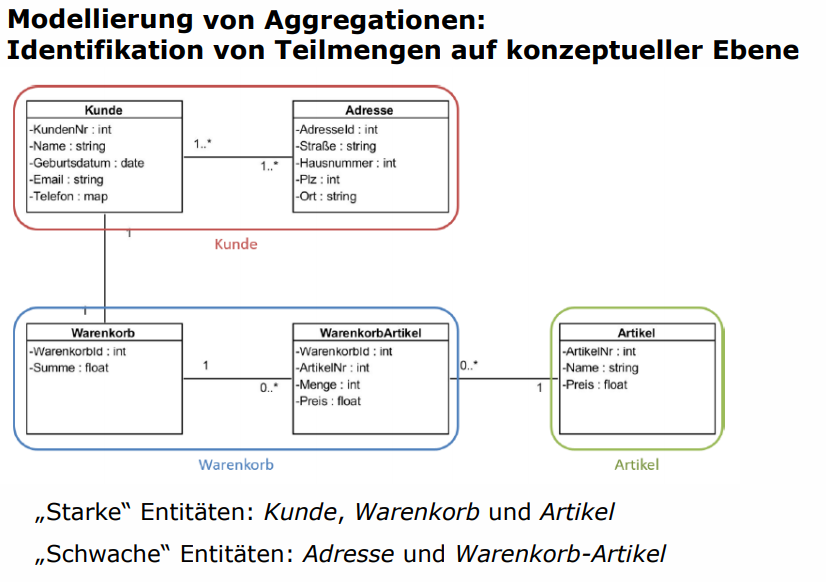 Modellierung von Aggregationen:
Identifikation von Teilmengen auf konzeptueller Ebene
Kunde
-KundenNr : int
-Name : string
-Geburtsdatum : date
-Email : string
-Telefon : map
1..*
1..*
Adresse
-AdresseId : int
-Straße : string
-Hausnummer : int
-Plz : int
-Ort : string
1
Kunde
1
Warenkorb
-WarenkorbId : int
-Summe : float
1
0..*
WarenkorbArtikel
-WarenkorbId : int
-ArtikelNr : int
-Menge : int
-Preis : float
0..*
1
Artikel
-ArtikelNr : int
-Name : string
-Preis : float
Warenkorb
Artikel
„Starke“ Entitäten: Kunde, Warenkorb und Artikel
„Schwache“ Entitäten: Adresse und Warenkorb-Artikel